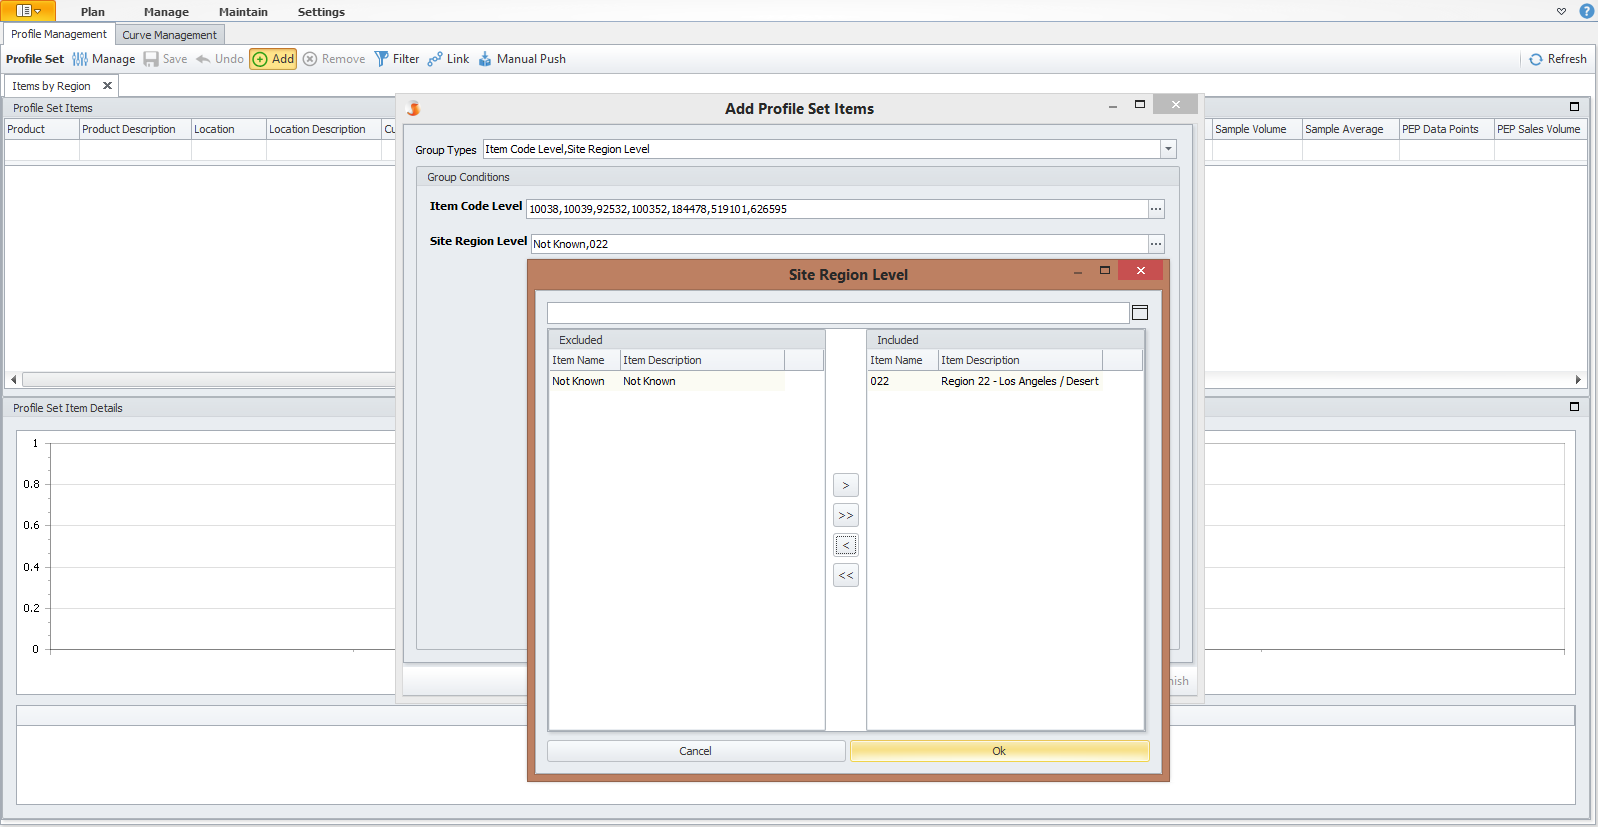 Plan Manage Maintain Settings
Profile Management Curve Management
Profile Set Manage Save Undo Add Remove Filter Link Manual Push Refresh
Items by Region
Profile Set Items
Product Product Description Location Location Description Sample Volume Sample Average PEP Data Points PEP Sales Volume
Add Profile Set Items
Group Types Item Code Level,Site Region Level
Group Conditions
Item Code Level 10038,10039,92532,100352,184478,519101,626595 ...
Site Region Level Not Known,022 ...
Site Region Level
Excluded Included
Item Name Item Description Item Name Item Description
Not Known Not Known 022 Region 22 - Los Angeles / Desert
>
>>
<
<<
Cancel Ok
Profile Set Item Details
1
0.8
0.6
0.4
0.2
0